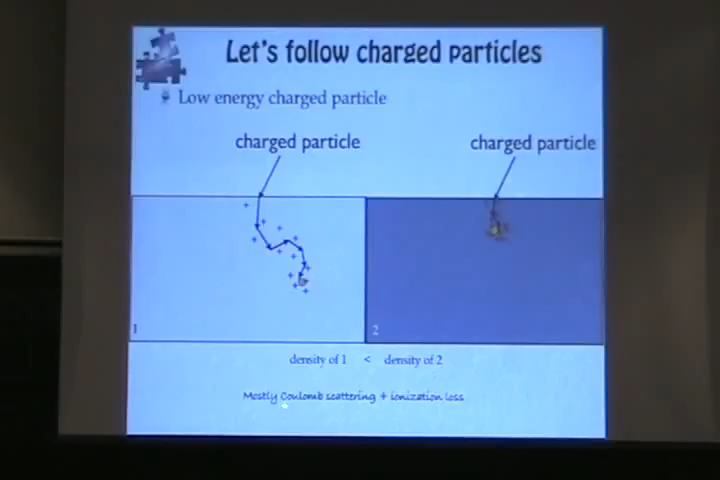 Let's follow charged particles
Low energy charged particle
charged particle
charged particle
1
2
density of 1 < density of 2
Mostly Coulomb scattering + ionization loss